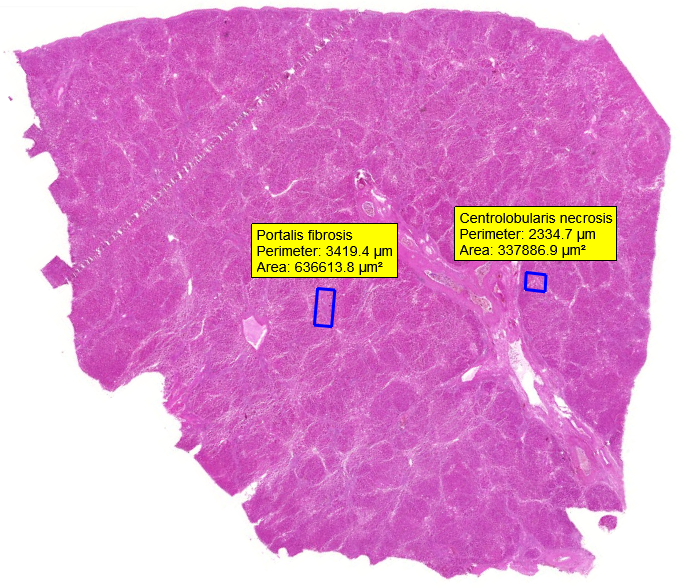 Portalis fibrosis
Perimeter: 3419.4 µm
Area: 636613.8 µm²
Centrolobularis necrosis
Perimeter: 2334.7 µm
Area: 337886.9 µm²